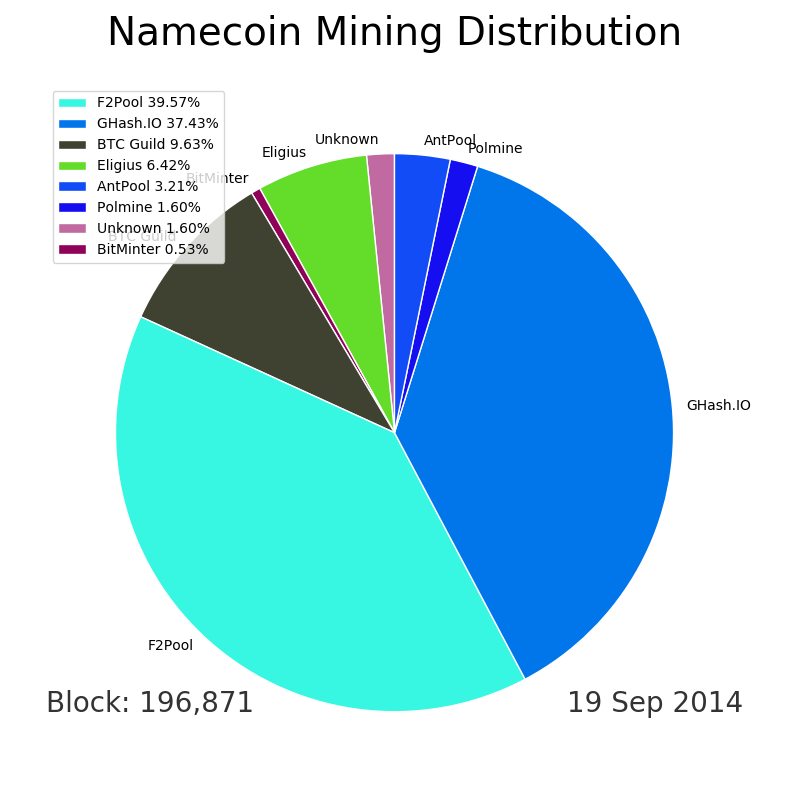 Namecoin Mining Distribution
F2Pool 39.57%
GHash.IO 37.43%
BTC Guild 9.63%
Eligius 6.42%
AntPool 3.21%
Polmine 1.60%
Unknown 1.60%
BitMinter 0.53%
Unknown
AntPool
Polmine
Eligius
BitMinter
BTC Guild
GHash.IO
F2Pool
Block: 196,871
19 Sep 2014